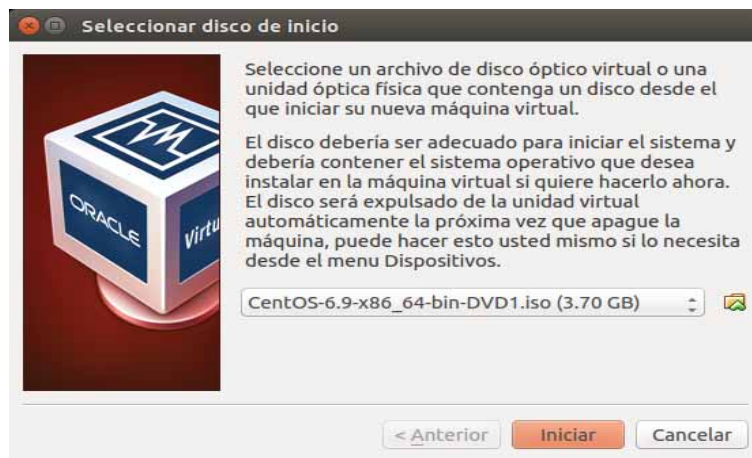 Seleccionar disco de inicio
Seleccione un archivo de disco óptico virtual o una
unidad óptica física que contenga un disco desde el
que iniciar su nueva máquina virtual.
El disco debería ser adecuado para iniciar el sistema y
debería contener el sistema operativo que desea
instalar en la máquina virtual si quiere hacerlo ahora.
El disco será expulsado de la unidad virtual
automáticamente la próxima vez que apague la
máquina, puede hacer esto usted mismo si lo necesita
desde el menu Dispositivos.
ORACLE
Virtu
CentOS-6.9-x86_64-bin-DVD1.iso (3.70 GB)
< Anterior
Iniciar
Cancelar